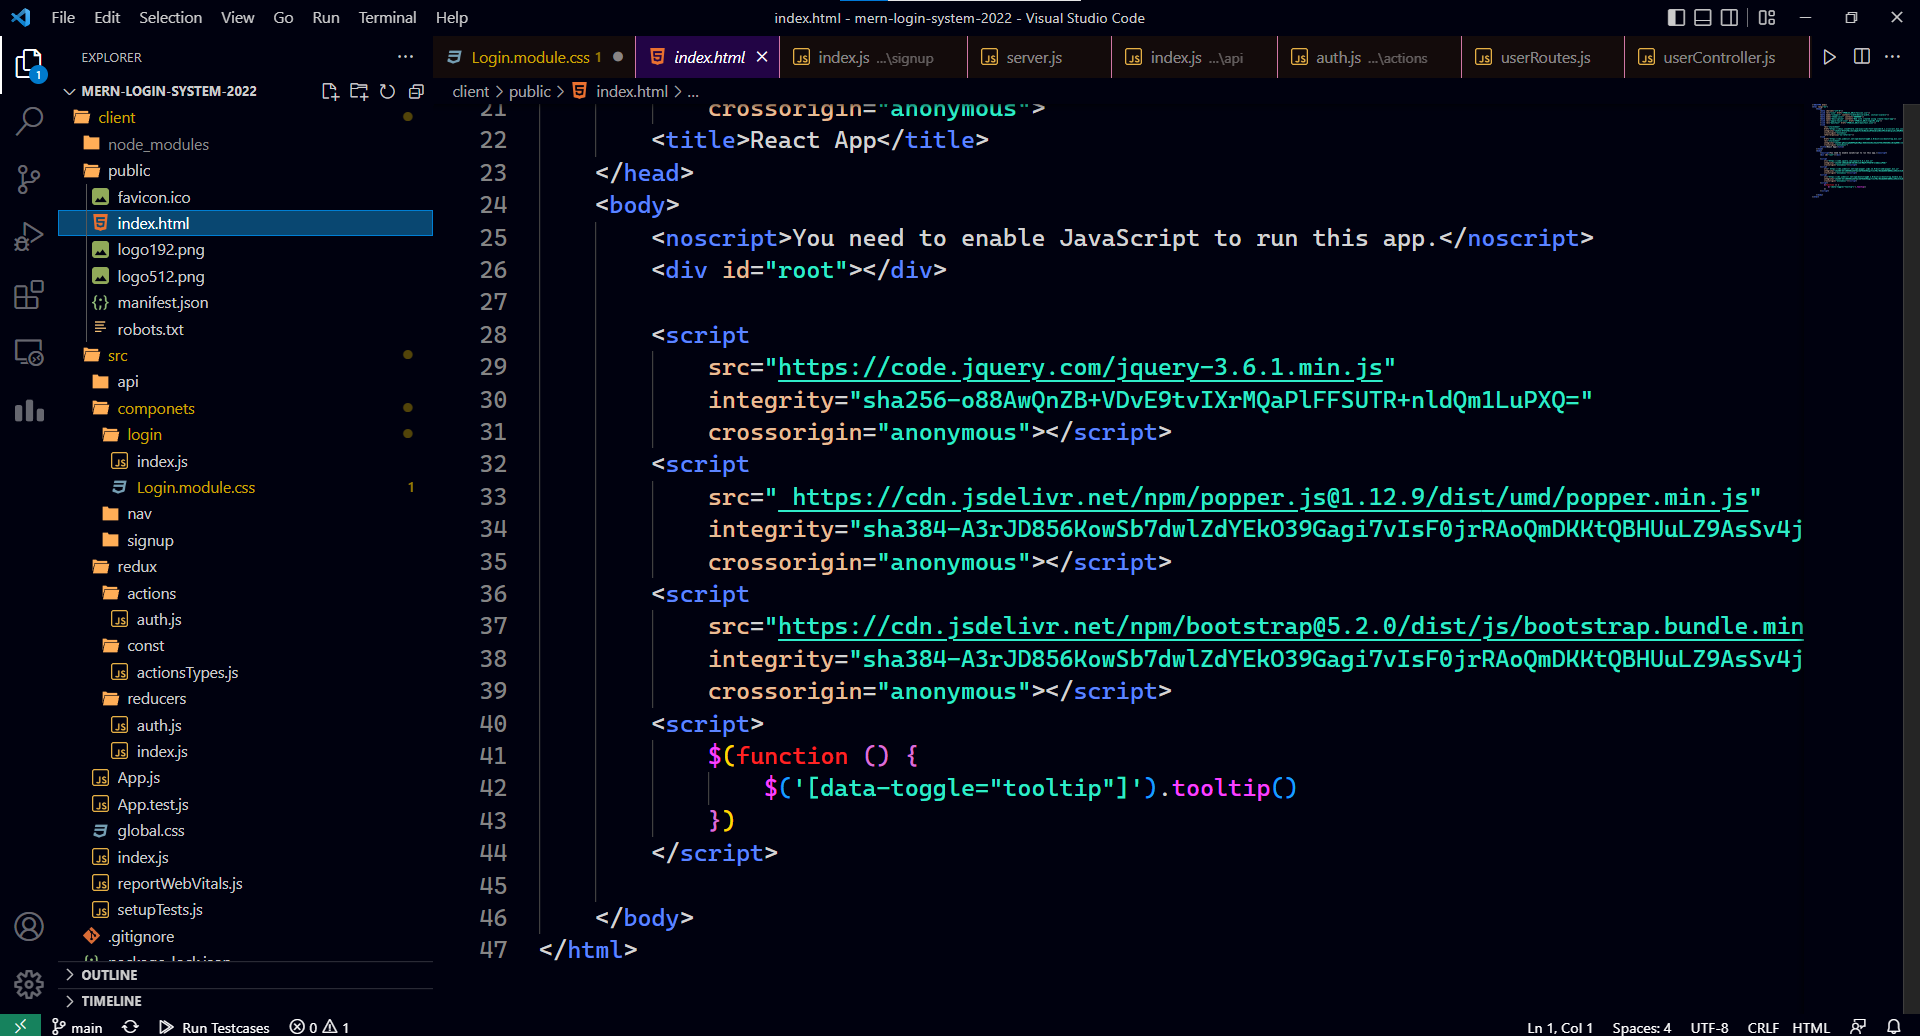 File Edit Selection View Go Run Terminal Help
index.html - mern-login-system-2022 - Visual Studio Code
EXPLORER
Login.module.css 1
index.html
index.js ...\signup
server.js
index.js ...\api
auth.js ...\actions
userRoutes.js
userController.js
MERN-LOGIN-SYSTEM-2022
client > public > index.html > ...
client
node_modules
public
favicon.ico
index.html
logo192.png
logo512.png
manifest.json
robots.txt
src
api
componets
login
index.js
Login.module.css 1
nav
signup
redux
actions
auth.js
const
actionsTypes.js
reducers
auth.js
index.js
App.js
App.test.js
global.css
index.js
reportWebVitals.js
setupTests.js
.gitignore
package-lock.json
OUTLINE
TIMELINE
21 crossorigin="anonymous">
22 <title>React App</title>
23 </head>
24 <body>
25 <noscript>You need to enable JavaScript to run this app.</noscript>
26 <div id="root"></div>
27
28 <script
29 src="https://code.jquery.com/jquery-3.6.1.min.js"
30 integrity="sha256-o88AwQnZB+VDvE9tvIXrMQaPlFFSUTR+nldQm1LuPXQ="
31 crossorigin="anonymous"></script>
32 <script
33 src=" https://cdn.jsdelivr.net/npm/popper.js@1.12.9/dist/umd/popper.min.js"
34 integrity="sha384-A3rJD856KowSb7dwlZdYEkO39Gagi7vIsF0jrRAoQmDKKtQBHUuLZ9AsSv4j
35 crossorigin="anonymous"></script>
36 <script
37 src="https://cdn.jsdelivr.net/npm/bootstrap@5.2.0/dist/js/bootstrap.bundle.min
38 integrity="sha384-A3rJD856KowSb7dwlZdYEkO39Gagi7vIsF0jrRAoQmDKKtQBHUuLZ9AsSv4j
39 crossorigin="anonymous"></script>
40 <script>
41 $(function () {
42 $('[data-toggle="tooltip"]').tooltip()
43 })
44 </script>
45
46 </body>
47 </html>
main
Run Testcases
0 1
Ln 1, Col 1
Spaces: 4
UTF-8
CRLF
HTML
1